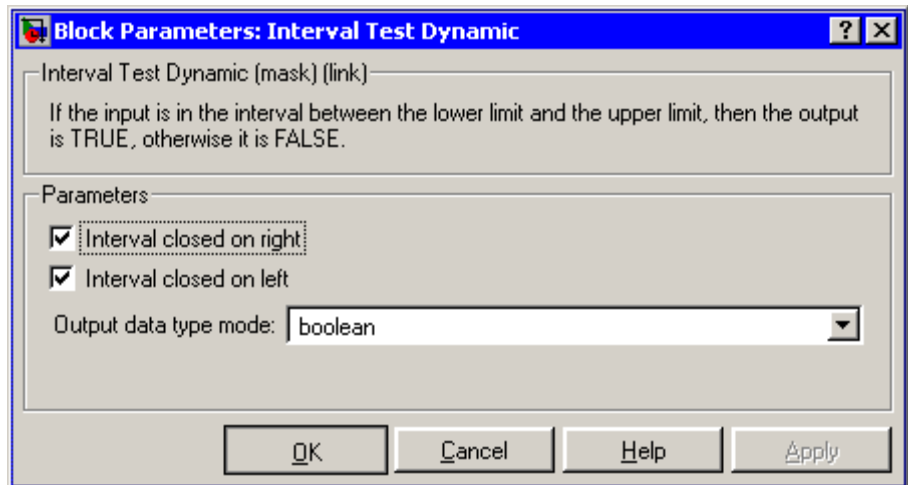 Block Parameters: Interval Test Dynamic
?
Interval Test Dynamic (mask) (link)
If the input is in the interval between the lower limit and the upper limit, then the output
is TRUE, otherwise it is FALSE.
Parameters
Interval closed on right
Interval closed on left
Output data type mode: boolean
OK Cancel Help Apply